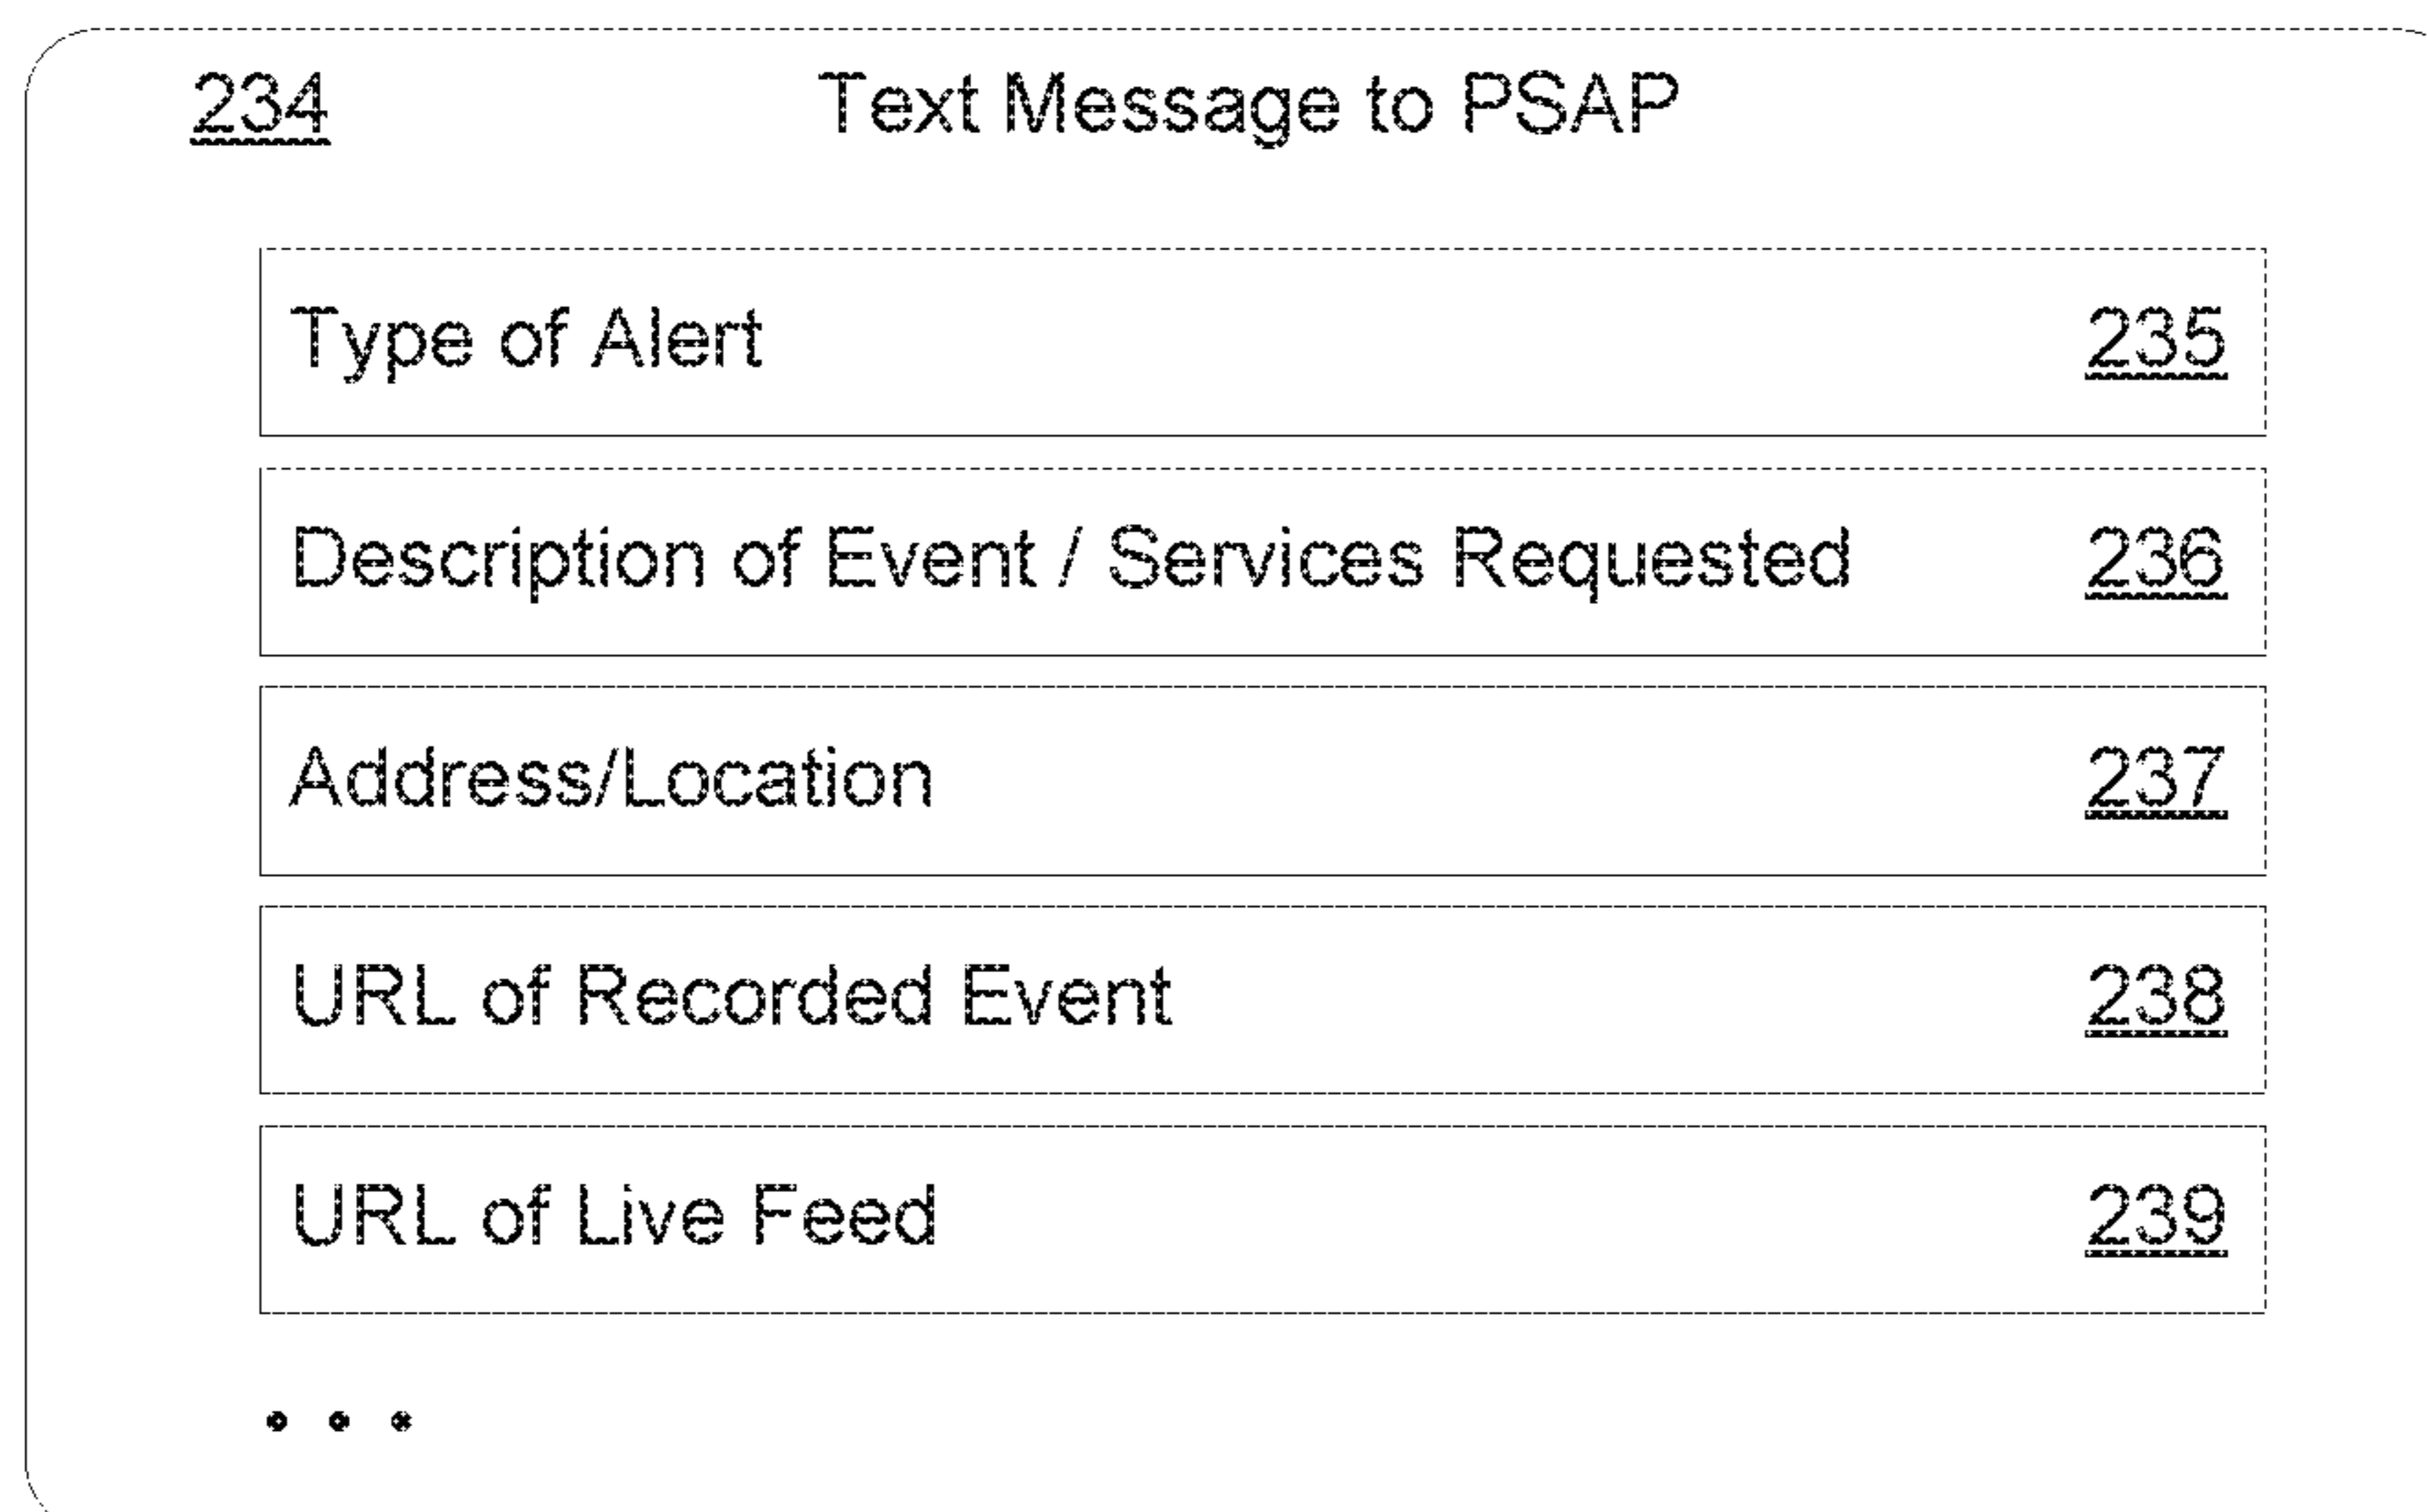 234 Text Message to PSAP
Type of Alert 235
Description of Event / Services Requested 236
Address/Location 237
URL of Recorded Event 238
URL of Live Feed 239
• • •